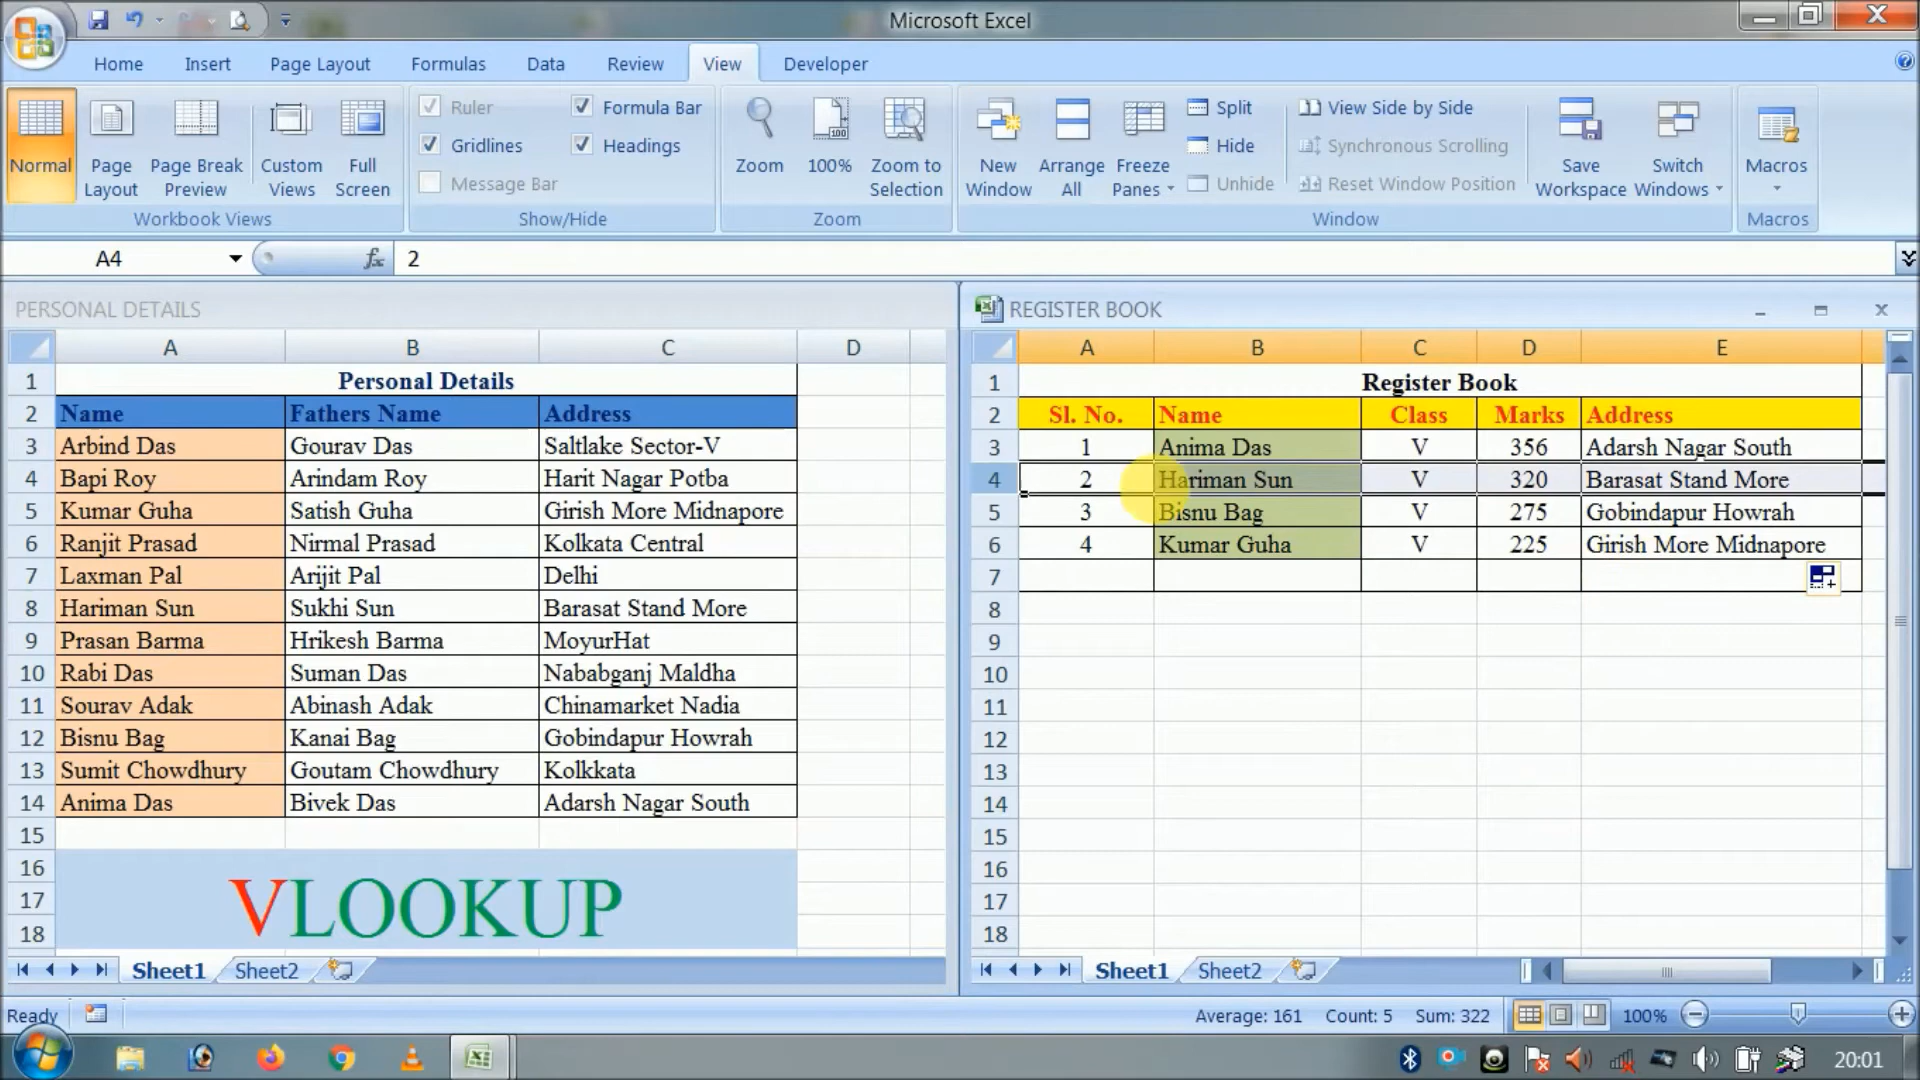 Microsoft Excel
Home Insert Page Layout Formulas Data Review View Developer
Normal Page Layout Page Break Preview Custom Views Full Screen
Workbook Views
Ruler Formula Bar
Gridlines Headings
Message Bar
Show/Hide
Zoom 100% Zoom to Selection
Zoom
New Window Arrange All Freeze Panes
Split View Side by Side
Hide Synchronous Scrolling
Unhide Reset Window Position
Save Workspace Switch Windows
Window
Macros
Macros
A4 fx 2
PERSONAL DETAILS
A B C D
1 Personal Details
2 Name Fathers Name Address
3 Arbind Das Gourav Das Saltlake Sector-V
4 Bapi Roy Arindam Roy Harit Nagar Potba
5 Kumar Guha Satish Guha Girish More Midnapore
6 Ranjit Prasad Nirmal Prasad Kolkata Central
7 Laxman Pal Arijit Pal Delhi
8 Hariman Sun Sukhi Sun Barasat Stand More
9 Prasan Barma Hrikesh Barma MoyurHat
10 Rabi Das Suman Das Nababganj Maldha
11 Sourav Adak Abinash Adak Chinamarket Nadia
12 Bisnu Bag Kanai Bag Gobindapur Howrah
13 Sumit Chowdhury Goutam Chowdhury Kolkkata
14 Anima Das Bivek Das Adarsh Nagar South
15
16
17 VLOOKUP
18
Sheet1 Sheet2
REGISTER BOOK
A B C D E
1 Register Book
2 Sl. No. Name Class Marks Address
3 1 Anima Das V 356 Adarsh Nagar South
4 2 Hariman Sun V 320 Barasat Stand More
5 3 Bisnu Bag V 275 Gobindapur Howrah
6 4 Kumar Guha V 225 Girish More Midnapore
7
8
9
10
11
12
13
14
15
16
17
18
Sheet1 Sheet2
Ready Average: 161 Count: 5 Sum: 322 100%
20:01